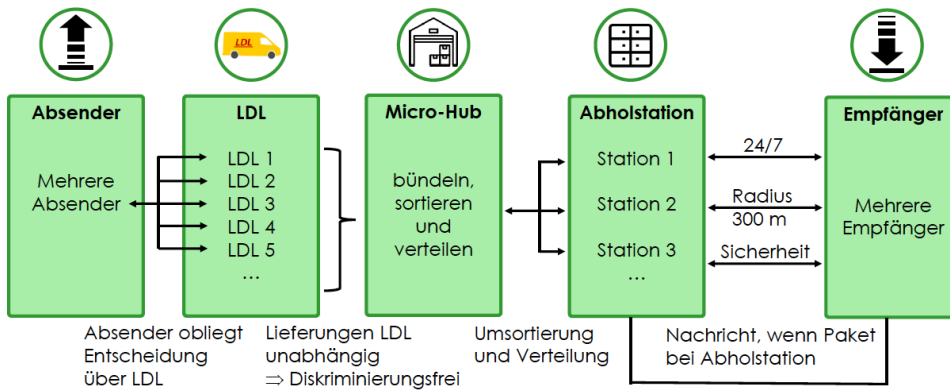 LDL
Absender
Mehrere
Absender
LDL
LDL 1
LDL 2
LDL 3
LDL 4
LDL 5
...
Micro-Hub
bündeln,
sortieren
und
verteilen
Abholstation
Station 1
Station 2
Station 3
...
24/7
Radius
300 m
Sicherheit
Empfänger
Mehrere
Empfänger
Absender obliegt
Entscheidung
über LDL
Lieferungen LDL
unabhängig
⇒ Diskriminierungsfrei
Umsortierung
und Verteilung
Nachricht, wenn Paket
bei Abholstation